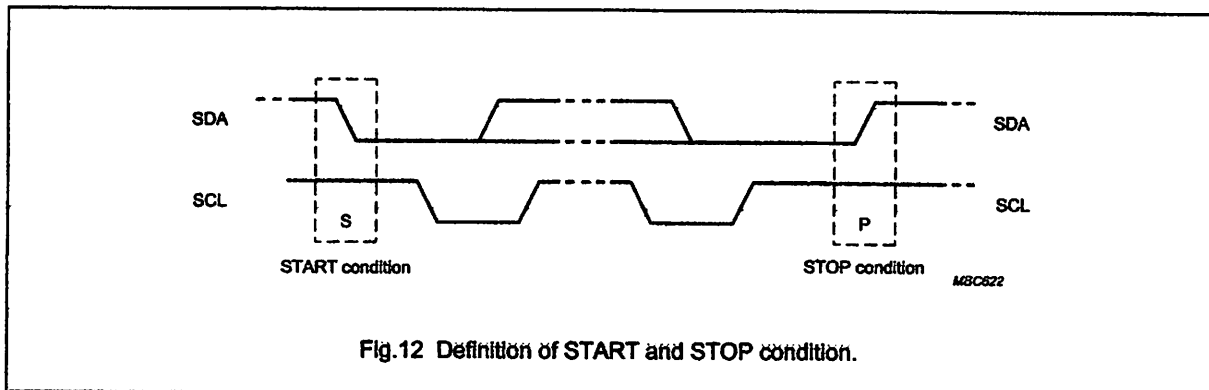 SDA
SDA
SCL
SCL
S
P
START condition
STOP condition
MBC622
Fig.12 Definition of START and STOP condition.